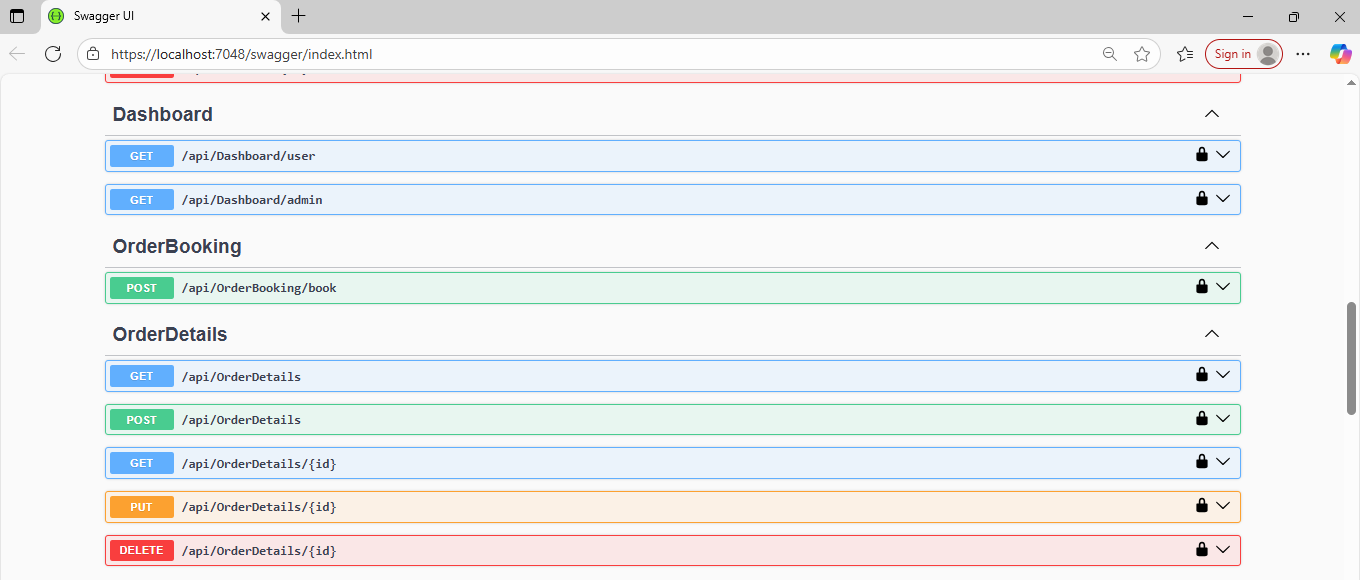 Swagger UI
https://localhost:7048/swagger/index.html
Sign in
Dashboard
GET /api/Dashboard/user
GET /api/Dashboard/admin
OrderBooking
POST /api/OrderBooking/book
OrderDetails
GET /api/OrderDetails
POST /api/OrderDetails
GET /api/OrderDetails/{id}
PUT /api/OrderDetails/{id}
DELETE /api/OrderDetails/{id}